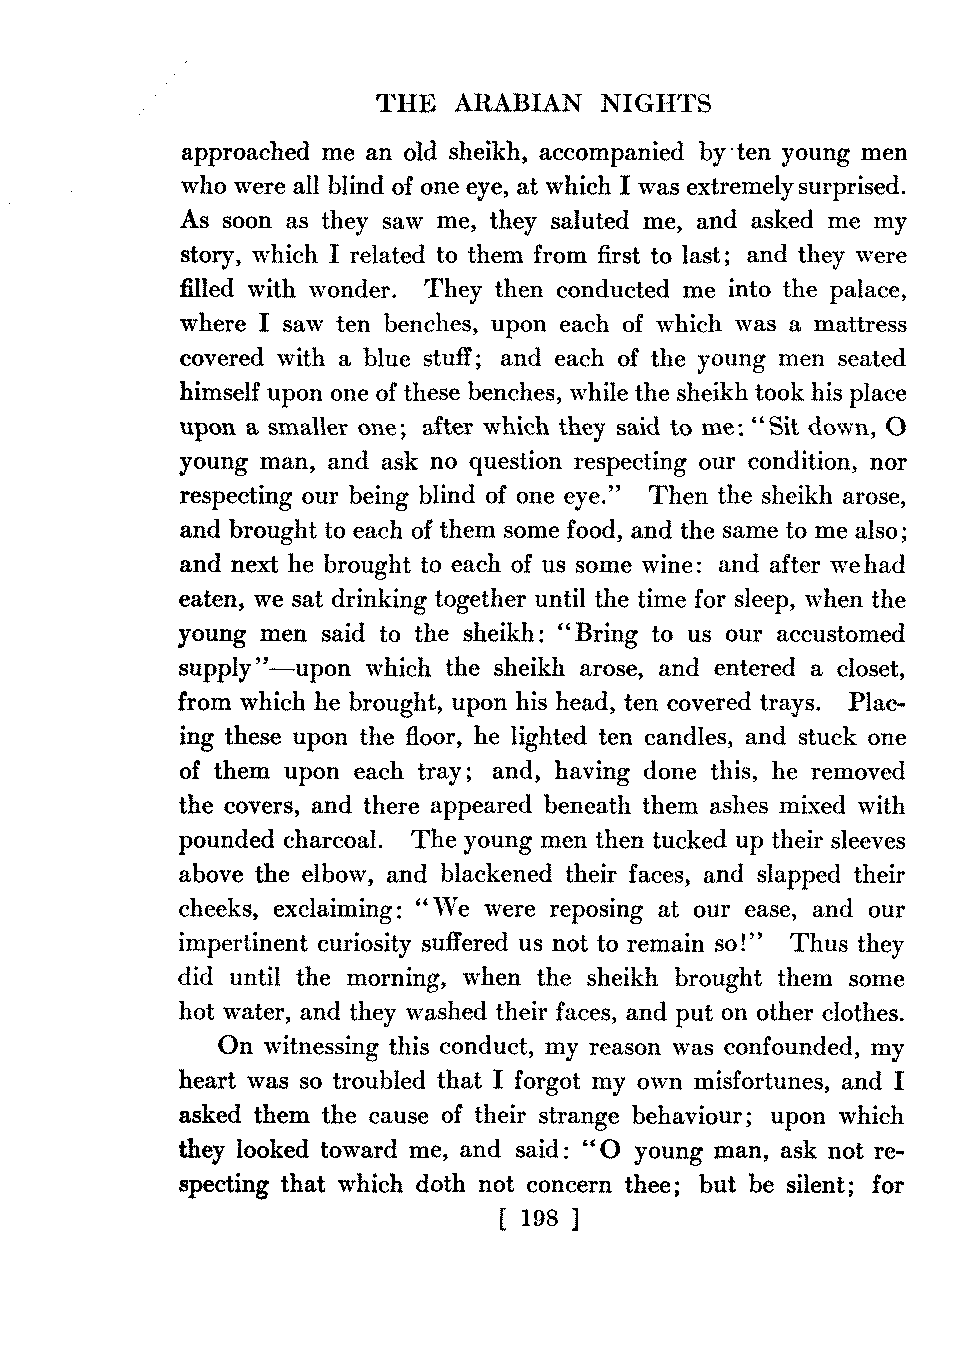 THE ARABIAN NIGHTS
approached me an old sheikh, accompanied by ten young men
who were all blind of one eye, at which I was extremely surprised.
As soon as they saw me, they saluted me, and asked me my
story, which I related to them from first to last; and they were
filled with wonder. They then conducted me into the palace,
where I saw ten benches, upon each of which was a mattress
covered with a blue stuff; and each of the young men seated
himself upon one of these benches, while the sheikh took his place
upon a smaller one; after which they said to me: "Sit down, O
young man, and ask no question respecting our condition, nor
respecting our being blind of one eye." Then the sheikh arose,
and brought to each of them some food, and the same to me also;
and next he brought to each of us some wine: and after we had
eaten, we sat drinking together until the time for sleep, when the
young men said to the sheikh: "Bring to us our accustomed
supply"—upon which the sheikh arose, and entered a closet,
from which he brought, upon his head, ten covered trays. Plac-
ing these upon the floor, he lighted ten candles, and stuck one
of them upon each tray; and, having done this, he removed
the covers, and there appeared beneath them ashes mixed with
pounded charcoal. The young men then tucked up their sleeves
above the elbow, and blackened their faces, and slapped their
cheeks, exclaiming: "We were reposing at our ease, and our
impertinent curiosity suffered us not to remain so!" Thus they
did until the morning, when the sheikh brought them some
hot water, and they washed their faces, and put on other clothes.
On witnessing this conduct, my reason was confounded, my
heart was so troubled that I forgot my own misfortunes, and I
asked them the cause of their strange behaviour; upon which
they looked toward me, and said: "O young man, ask not re-
specting that which doth not concern thee; but be silent; for
[ 198 ]